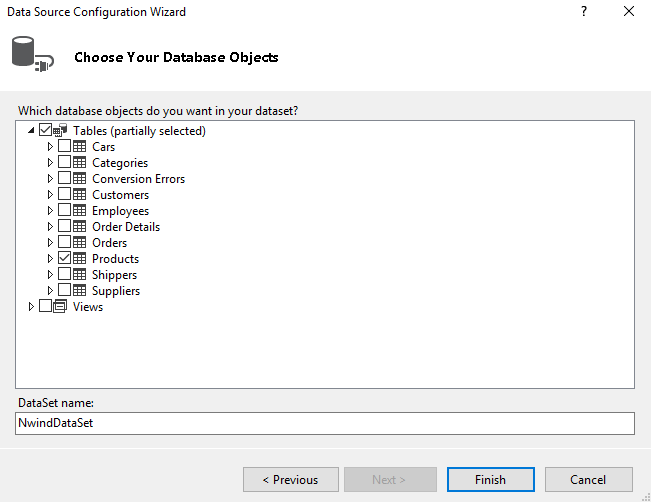 Data Source Configuration Wizard
?
Choose Your Database Objects
Which database objects do you want in your dataset?
Tables (partially selected)
Cars
Categories
Conversion Errors
Customers
Employees
Order Details
Orders
Products
Shippers
Suppliers
Views
DataSet name:
NwindDataSet
< Previous
Next >
Finish
Cancel